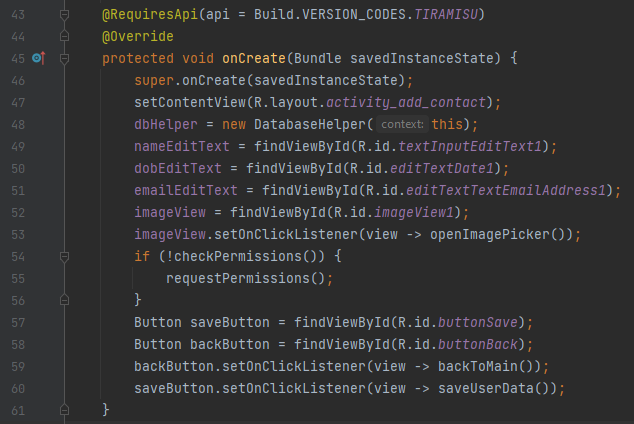 43 @RequiresApi(api = Build.VERSION_CODES.TIRAMISU)
44 @Override
45 protected void onCreate(Bundle savedInstanceState) {
46 super.onCreate(savedInstanceState);
47 setContentView(R.layout.activity_add_contact);
48 dbHelper = new DatabaseHelper( context: this);
49 nameEditText = findViewById(R.id.textInputEditText1);
50 dobEditText = findViewById(R.id.editTextDate1);
51 emailEditText = findViewById(R.id.editTextTextEmailAddress1);
52 imageView = findViewById(R.id.imageView1);
53 imageView.setOnClickListener(view -> openImagePicker());
54 if (!checkPermissions()) {
55 requestPermissions();
56 }
57 Button saveButton = findViewById(R.id.buttonSave);
58 Button backButton = findViewById(R.id.buttonBack);
59 backButton.setOnClickListener(view -> backToMain());
60 saveButton.setOnClickListener(view -> saveUserData());
61 }